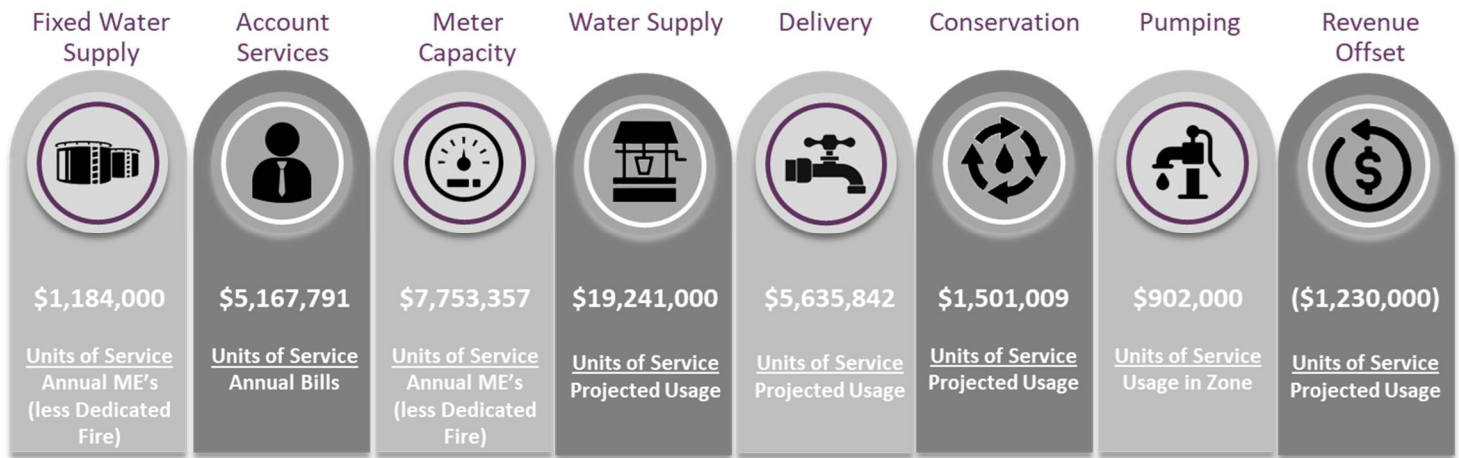 Fixed Water
Supply
$1,184,000
Units of Service
Annual ME's
(less Dedicated
Fire)
Account
Services
$5,167,791
Units of Service
Annual Bills
Meter
Capacity
$7,753,357
Units of Service
Annual ME's
(less Dedicated
Fire)
Water Supply
$19,241,000
Units of Service
Projected Usage
Delivery
$5,635,842
Units of Service
Projected Usage
Conservation
$1,501,009
Units of Service
Projected Usage
Pumping
$902,000
Units of Service
Usage in Zone
Revenue
Offset
$
($1,230,000)
Units of Service
Projected Usage